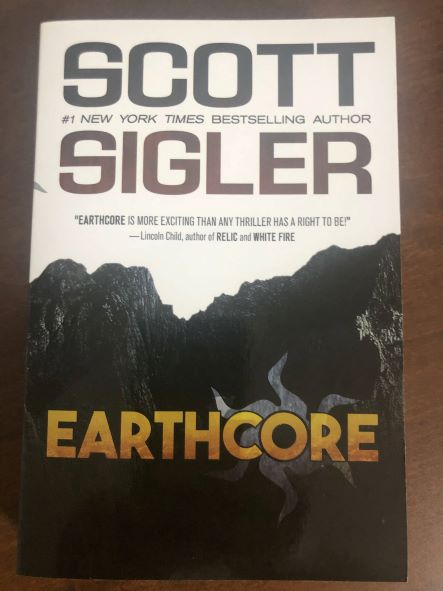 SCOTT
#1 NEW YORK TIMES BESTSELLING AUTHOR
SIGLER
"EARTHCORE IS MORE EXCITING THAN ANY THRILLER HAS A RIGHT TO BE!"
—Lincoln Child, author of RELIC and WHITE FIRE
EARTHCORE